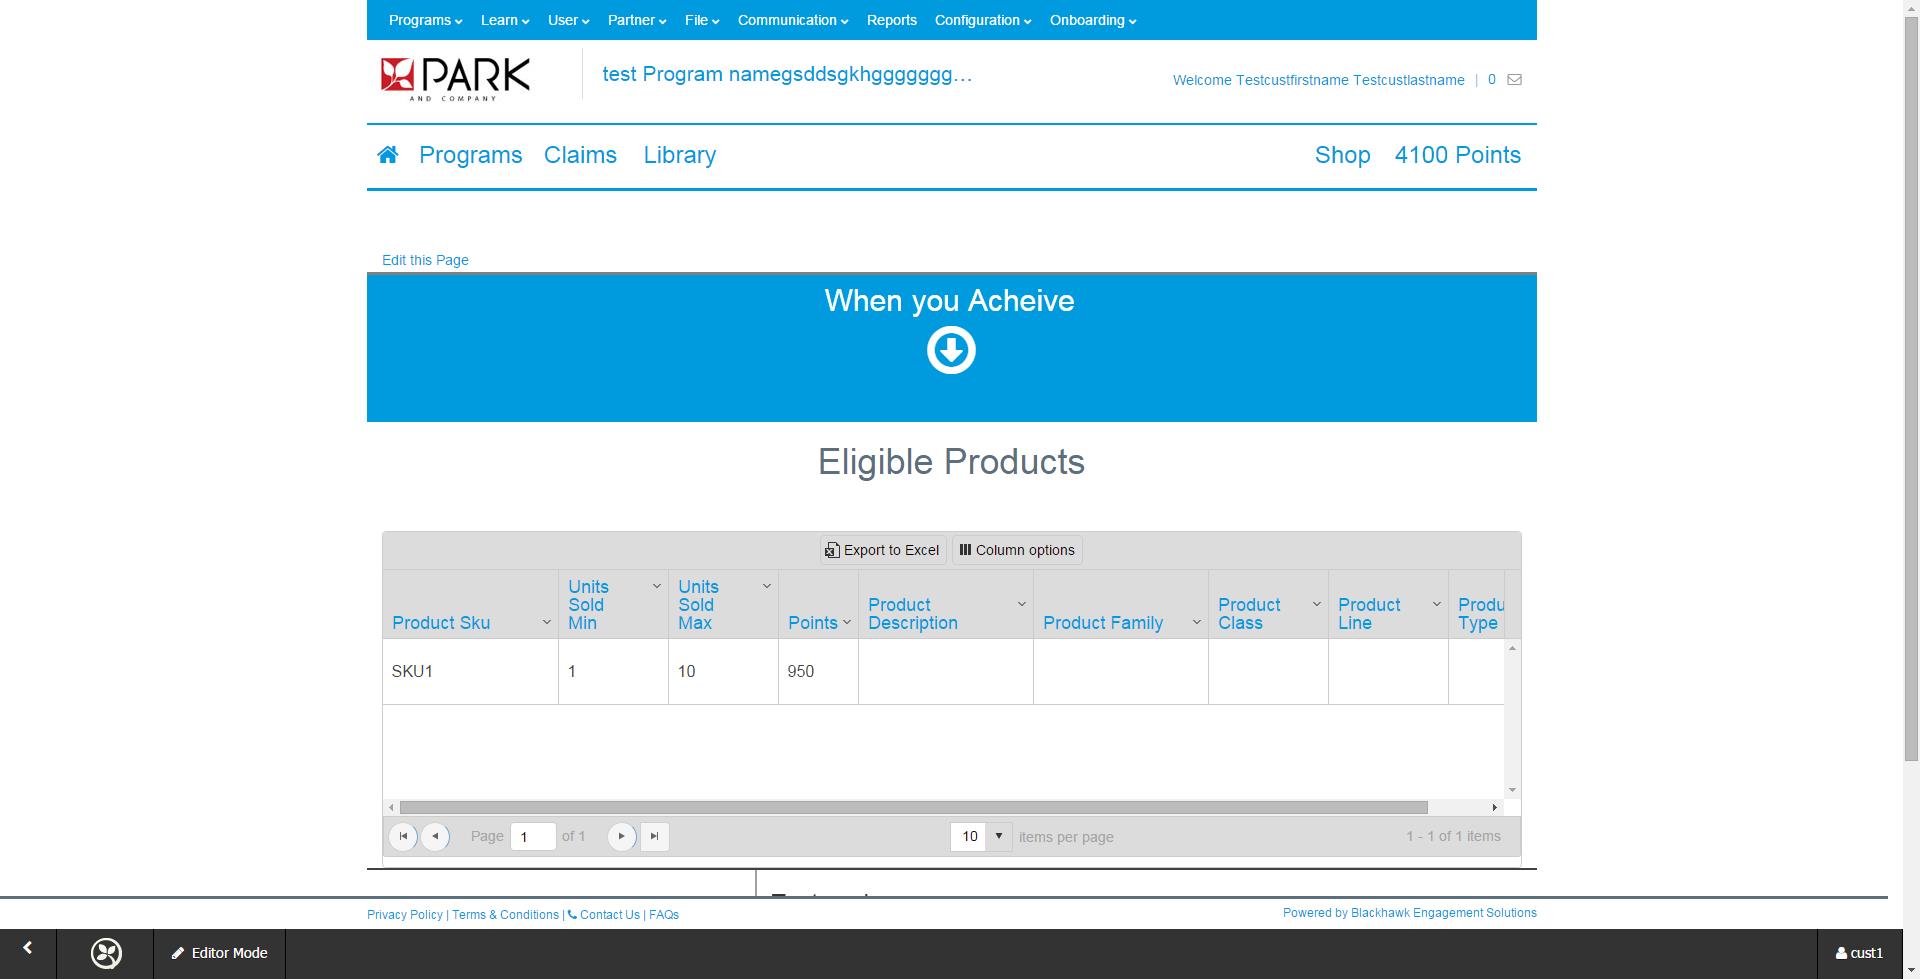 Programs Learn User Partner File Communication Reports Configuration Onboarding
PARK
AND COMPANY
test Program namegsddsgkhggggggg...
Welcome Testcustfirstname Testcustlastname | 0
Programs Claims Library Shop 4100 Points
Edit this Page
When you Acheive
Eligible Products
Export to Excel Column options
Product Sku
Units
Sold
Min
Units
Sold
Max
Points
Product
Description
Product Family
Product
Class
Product
Line
Produ
Type
SKU1 1 10 950
Page 1 of 1 10 items per page 1 - 1 of 1 items
Privacy Policy | Terms & Conditions | Contact Us | FAQs
Powered by Blackhawk Engagement Solutions
Editor Mode cust1